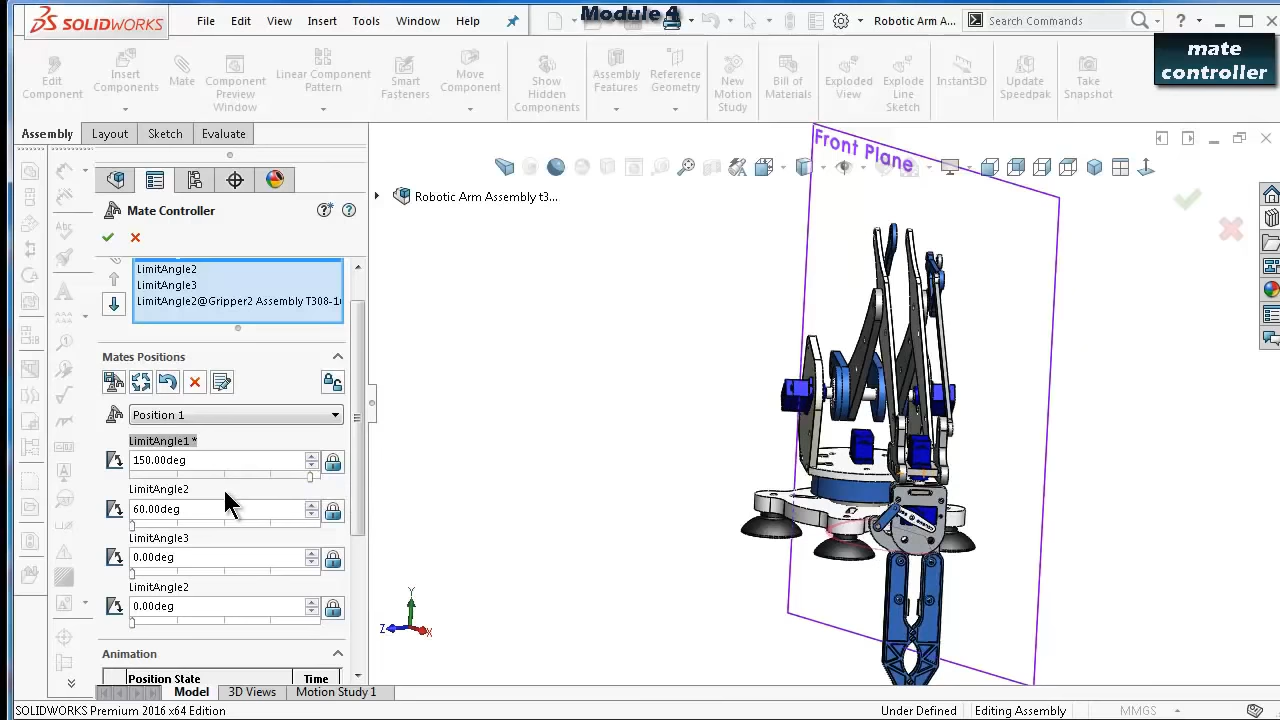 SOLIDWORKS
File Edit View Insert Tools Window Help
Module 4
Robotic Arm A...
Search Commands
mate
controller
Edit
Component
Insert
Components
Mate
Component
Preview
Window
Linear Component
Pattern
Smart
Fasteners
Move
Component
Show
Hidden
Components
Assembly
Features
Reference
Geometry
New
Motion
Study
Bill of
Materials
Exploded
View
Explode
Line
Sketch
Instant3D
Update
Speedpak
Take
Snapshot
Assembly Layout Sketch Evaluate
Front Plane
Robotic Arm Assembly t3...
Mate Controller
LimitAngle2
LimitAngle3
LimitAngle2@Gripper2 Assembly T308-1
Mates Positions
Position 1
LimitAngle1 *
150.00deg
LimitAngle2
60.00deg
LimitAngle3
0.00deg
LimitAngle2
0.00deg
Animation
Position State Time
Y
Z
X
Model 3D Views Motion Study 1
SOLIDWORKS Premium 2016 x64 Edition
Under Defined Editing Assembly MMGS